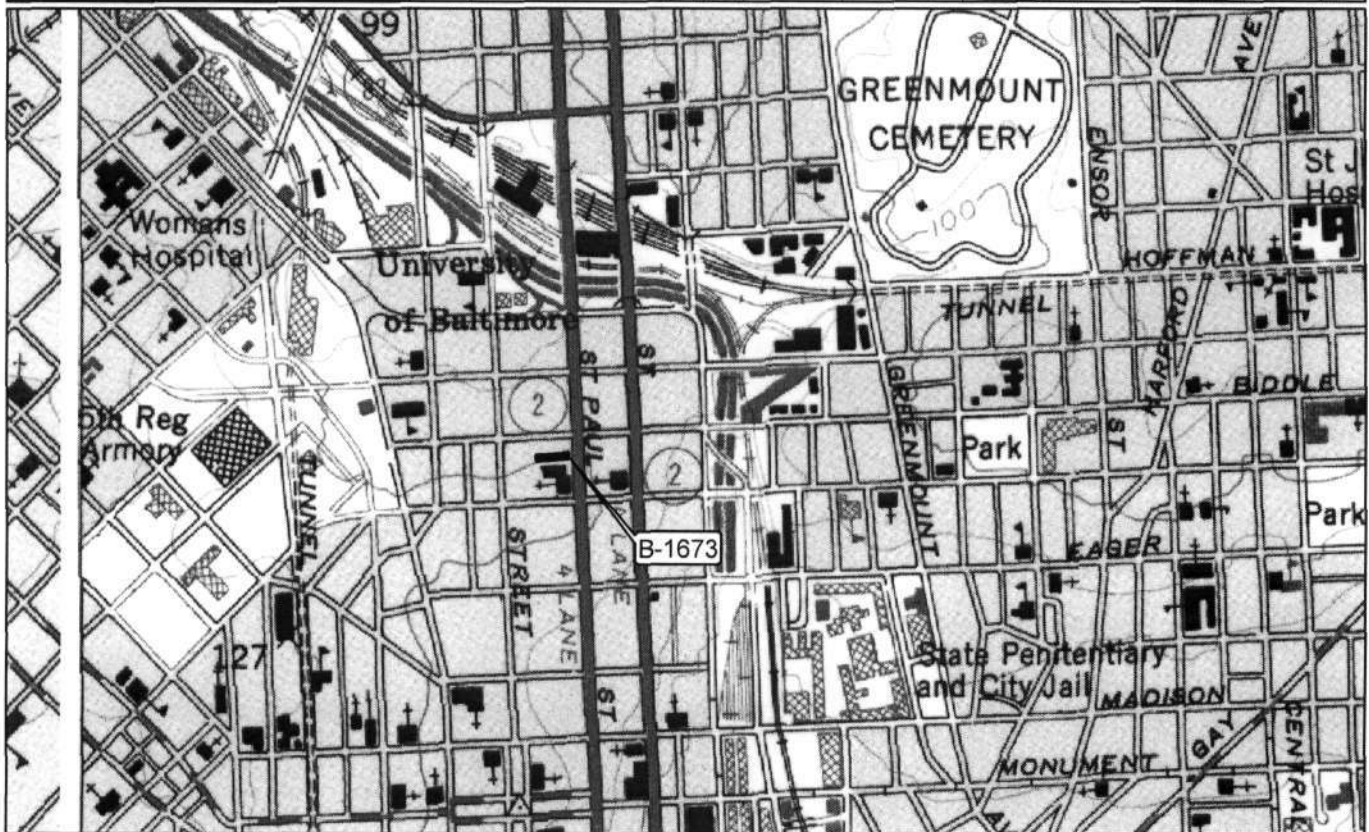 99
83
AVE
VE
GREENMOUNT
CEMETERY
ENSOR
100
St J
Hos
Womans
Hospital
University
of Baltimore
HOFFMAN
TUNNEL
HARFORD
ST PAUL
ST
GREENMOUNT
BIDDLE
2
5th Reg
Armory
TUNNEL
2
Park
ST
Park
B-1673
STREET
4 LANE
LANE
EAGER
127
State Penitentiary
and City Jail
MADISON
ST
MONUMENT
GAY
CENTRAL